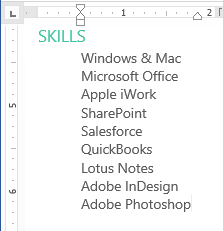 L
1
2
SKILLS
Windows & Mac
Microsoft Office
Apple iWork
SharePoint
5
Salesforce
QuickBooks
Lotus Notes
Adobe InDesign
6
Adobe Photoshop